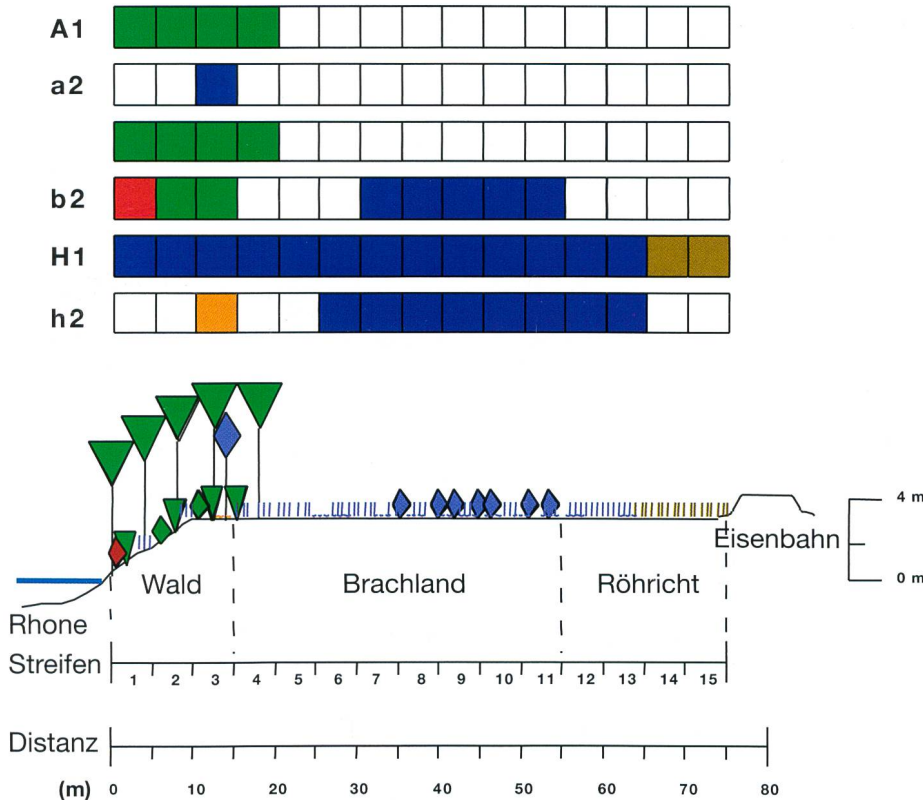 A1
a2
b2
H1
h2
4 m
Eisenbahn
Wald Brachland Röhricht
0 m
Rhone
Streifen
1 2 3 4 5 6 7 8 9 10 11 12 13 14 15
Distanz
(m) 0 10 20 30 40 50 60 70 80